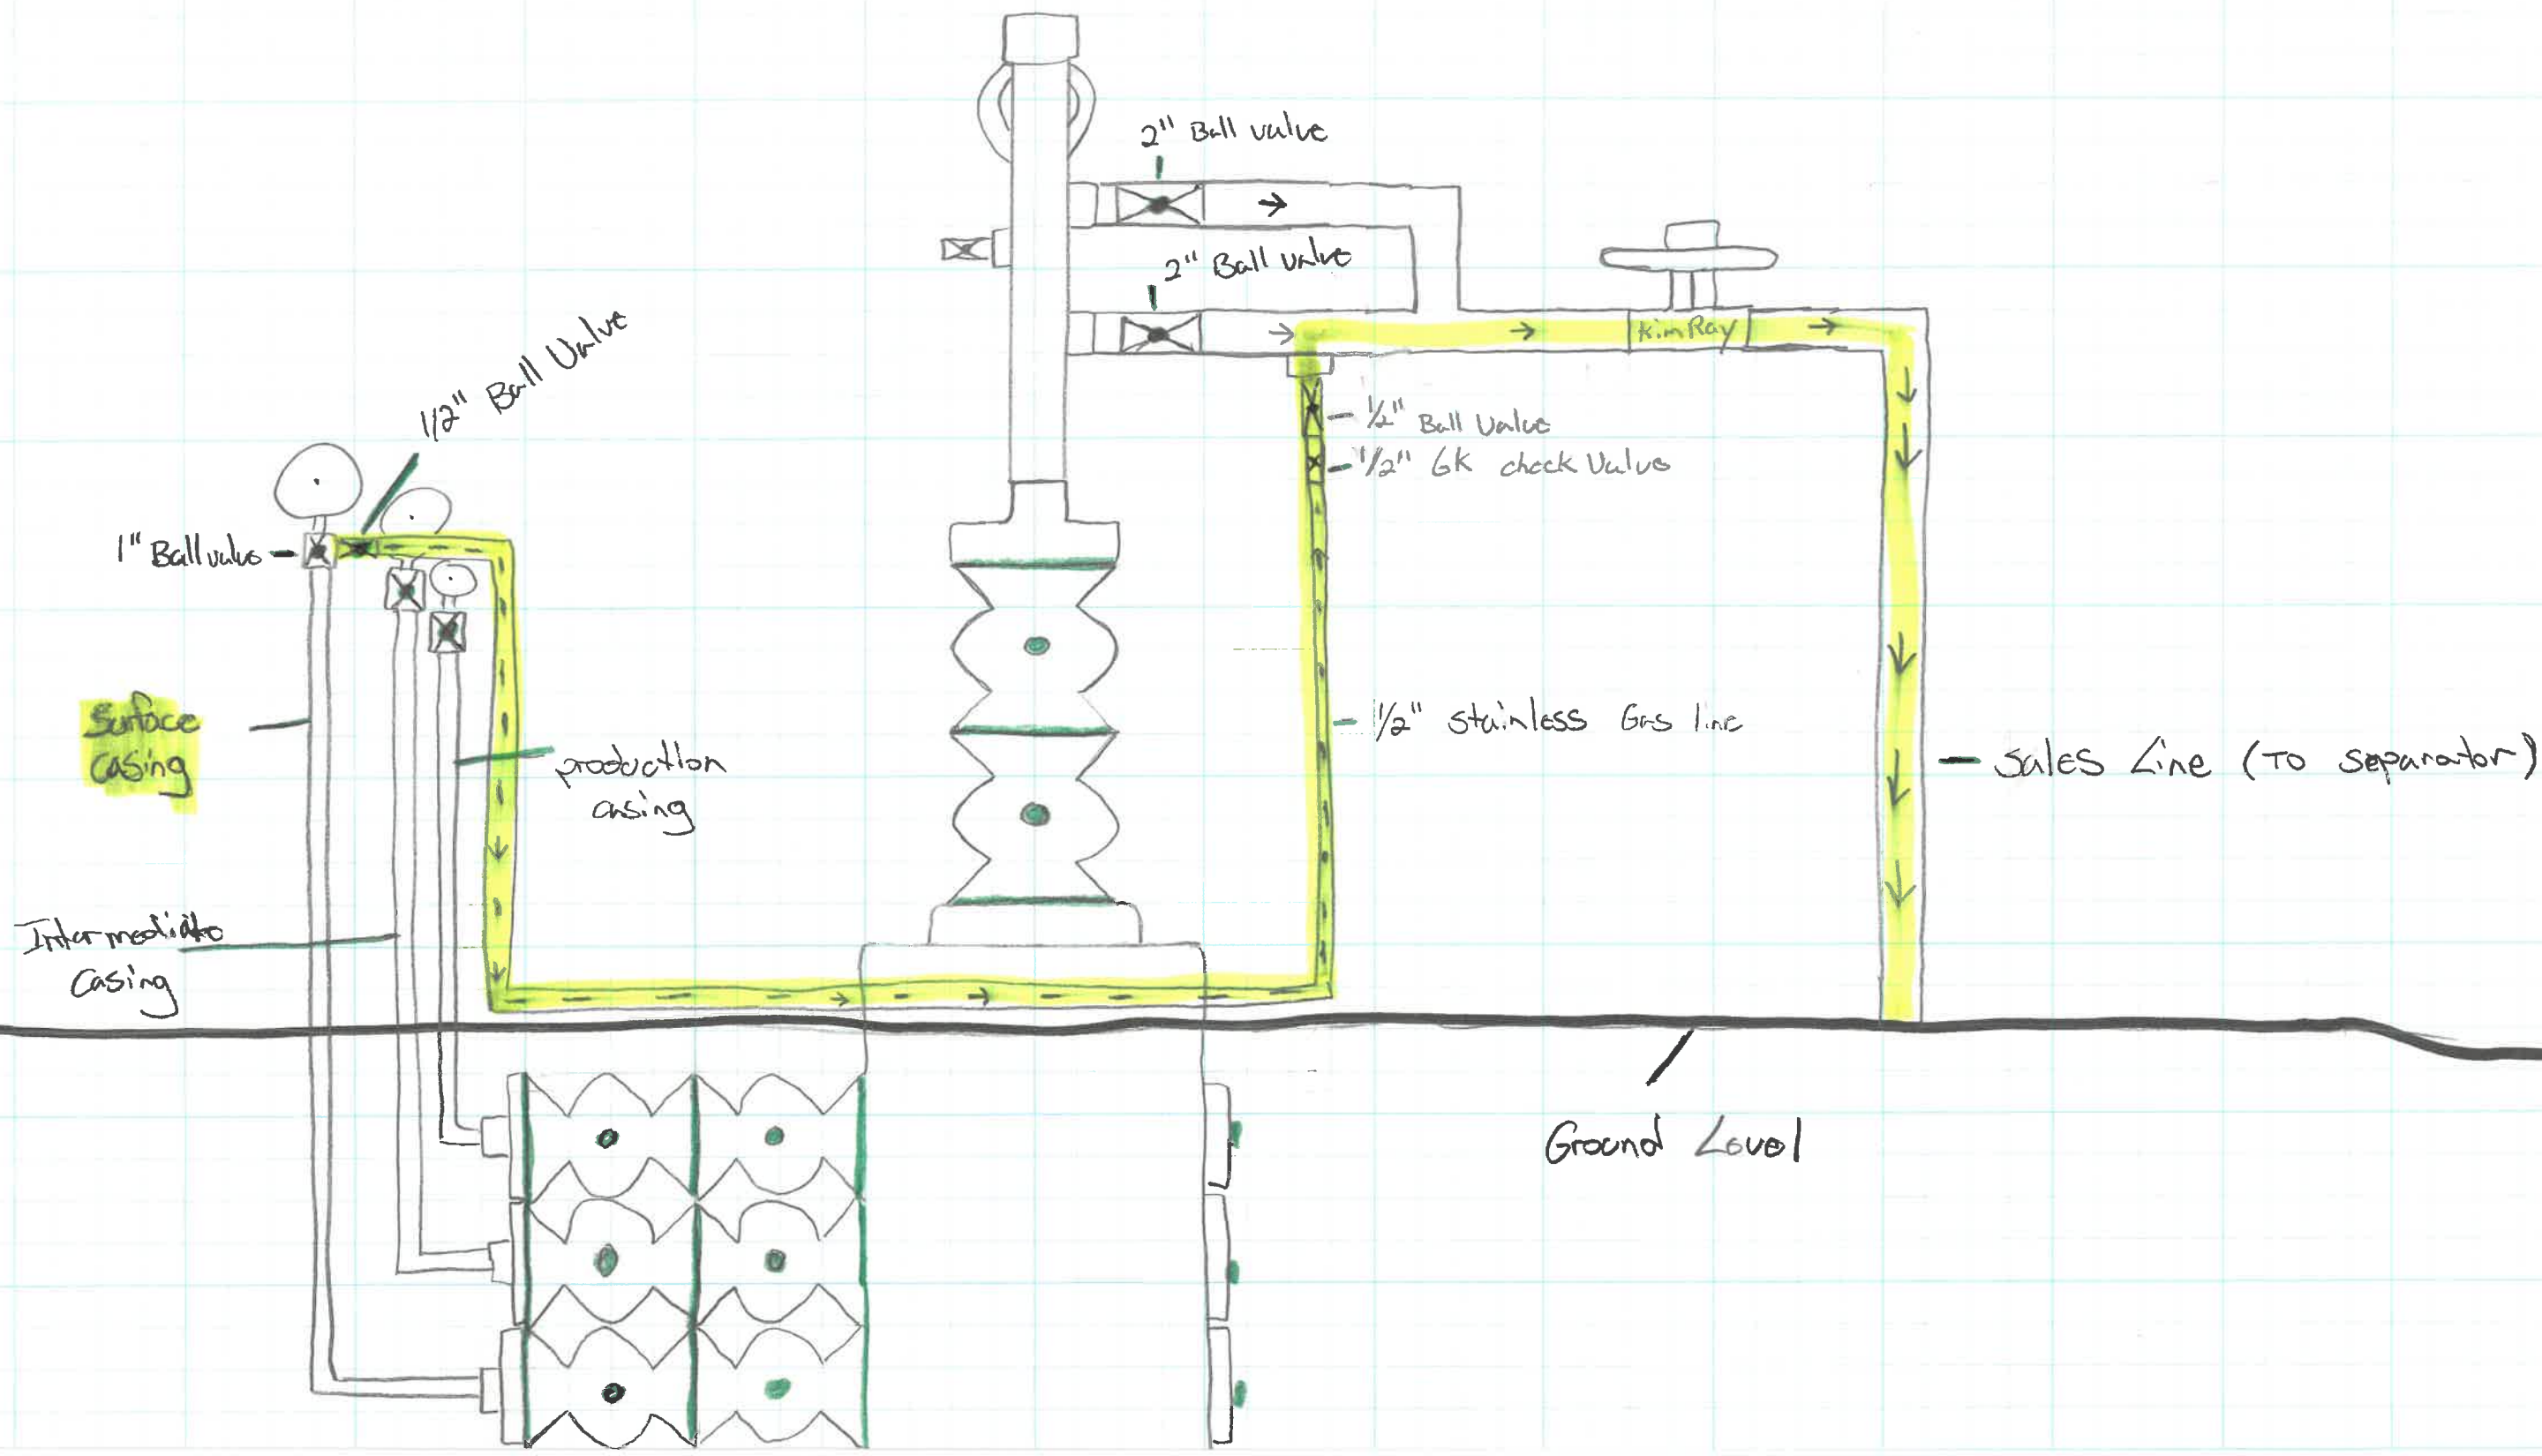 2" Ball valve
2" Ball valve
1/2" Ball Valve
KimRay
1/2" Ball Valve
1/2" 6K check Valve
1" Ball valve
Surface
Casing
production
casing
1/2" stainless Gas line
Sales Line (To separator)
Intermediate
Casing
Ground Level